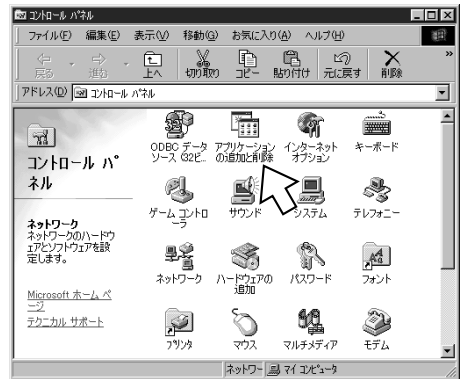 コントロール パネル
ファイル(F) 編集(E) 表示(V) 移動(G) お気に入り(A) ヘルプ(H)
戻る 進む 上へ 切り取り コピー 貼り付け 元に戻す 削除 »
アドレス(D) コントロール パネル
コントロール パ
ネル
ネットワーク
ネットワークのハードウ
ェアとソフトウェアを設
定します。
Microsoft ホーム ペ
ージ
テクニカル サポート
ODBC データ
ソース (32ビ...
アプリケーション
の追加と削除
インターネット
オプション
キーボード
ゲーム コントロ
ーラ
サウンド
システム
テレフォニー
ネットワーク
ハードウェアの
追加
パスワード
フォント
プリンタ
マウス
マルチメディア
モデム
ネットワー
マイ コンピュータ